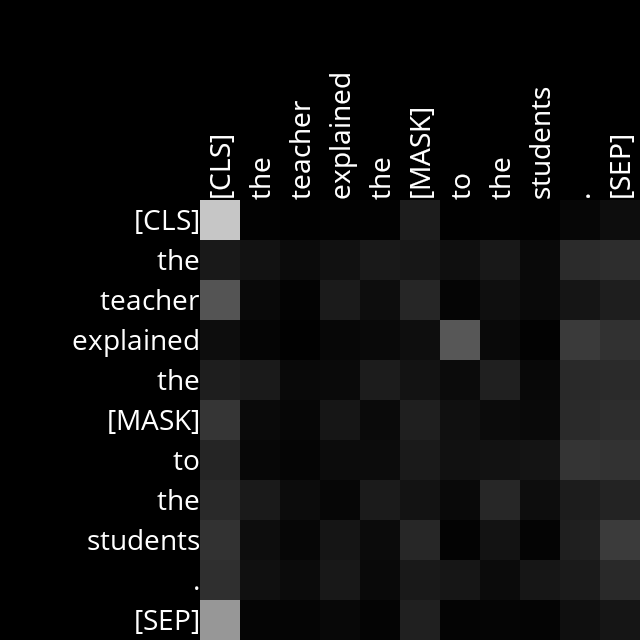 [CLS] the teacher explained the [MASK] to the students . [SEP]
[CLS]
the
teacher
explained
the
[MASK]
to
the
students
.
[SEP]